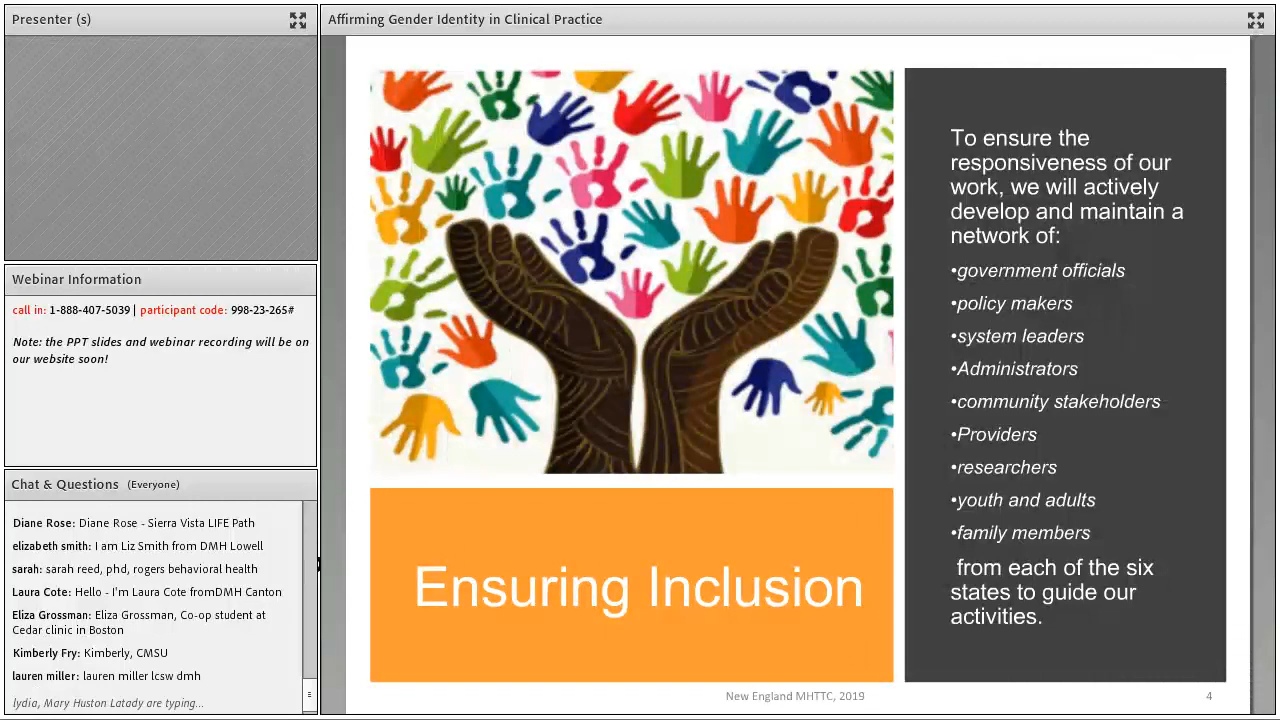 Presenter (s)
Webinar Information
call in: 1-888-407-5039 | participant code: 998-23-265#
Note: the PPT slides and webinar recording will be on
our website soon!
Chat & Questions (Everyone)
Diane Rose: Diane Rose - Sierra Vista LIFE Path
elizabeth smith: I am Liz Smith from DMH Lowell
sarah: sarah reed, phd, rogers behavioral health
Laura Cote: Hello - I'm Laura Cote fromDMH Canton
Eliza Grossman: Eliza Grossman, Co-op student at
Cedar clinic in Boston
Kimberly Fry: Kimberly, CMSU
lauren miller: lauren miller lcsw dmh
lydia, Mary Huston Latady are typing...
Affirming Gender Identity in Clinical Practice
Ensuring Inclusion
To ensure the
responsiveness of our
work, we will actively
develop and maintain a
network of:
•government officials
•policy makers
•system leaders
•Administrators
•community stakeholders
•Providers
•researchers
•youth and adults
•family members
from each of the six
states to guide our
activities.
New England MHTTC, 2019
4